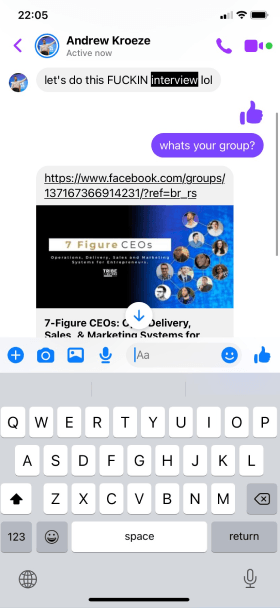 22:05
Andrew Kroeze
Active now
let's do this FUCKIN interview lol
whats your group?
https://www.facebook.com/groups/
137167366914231/?ref=br_rs
7 Figure CEOs
Operations, Delivery, Sales and Marketing
Systems for Entrepreneurs.
TRIBE
7-Figure CEOs: Delivery,
Sales, & Marketing Systems for
Aa
Q W E R T Y U I O P
A S D F G H J K L
Z X C V B N M
123 space return